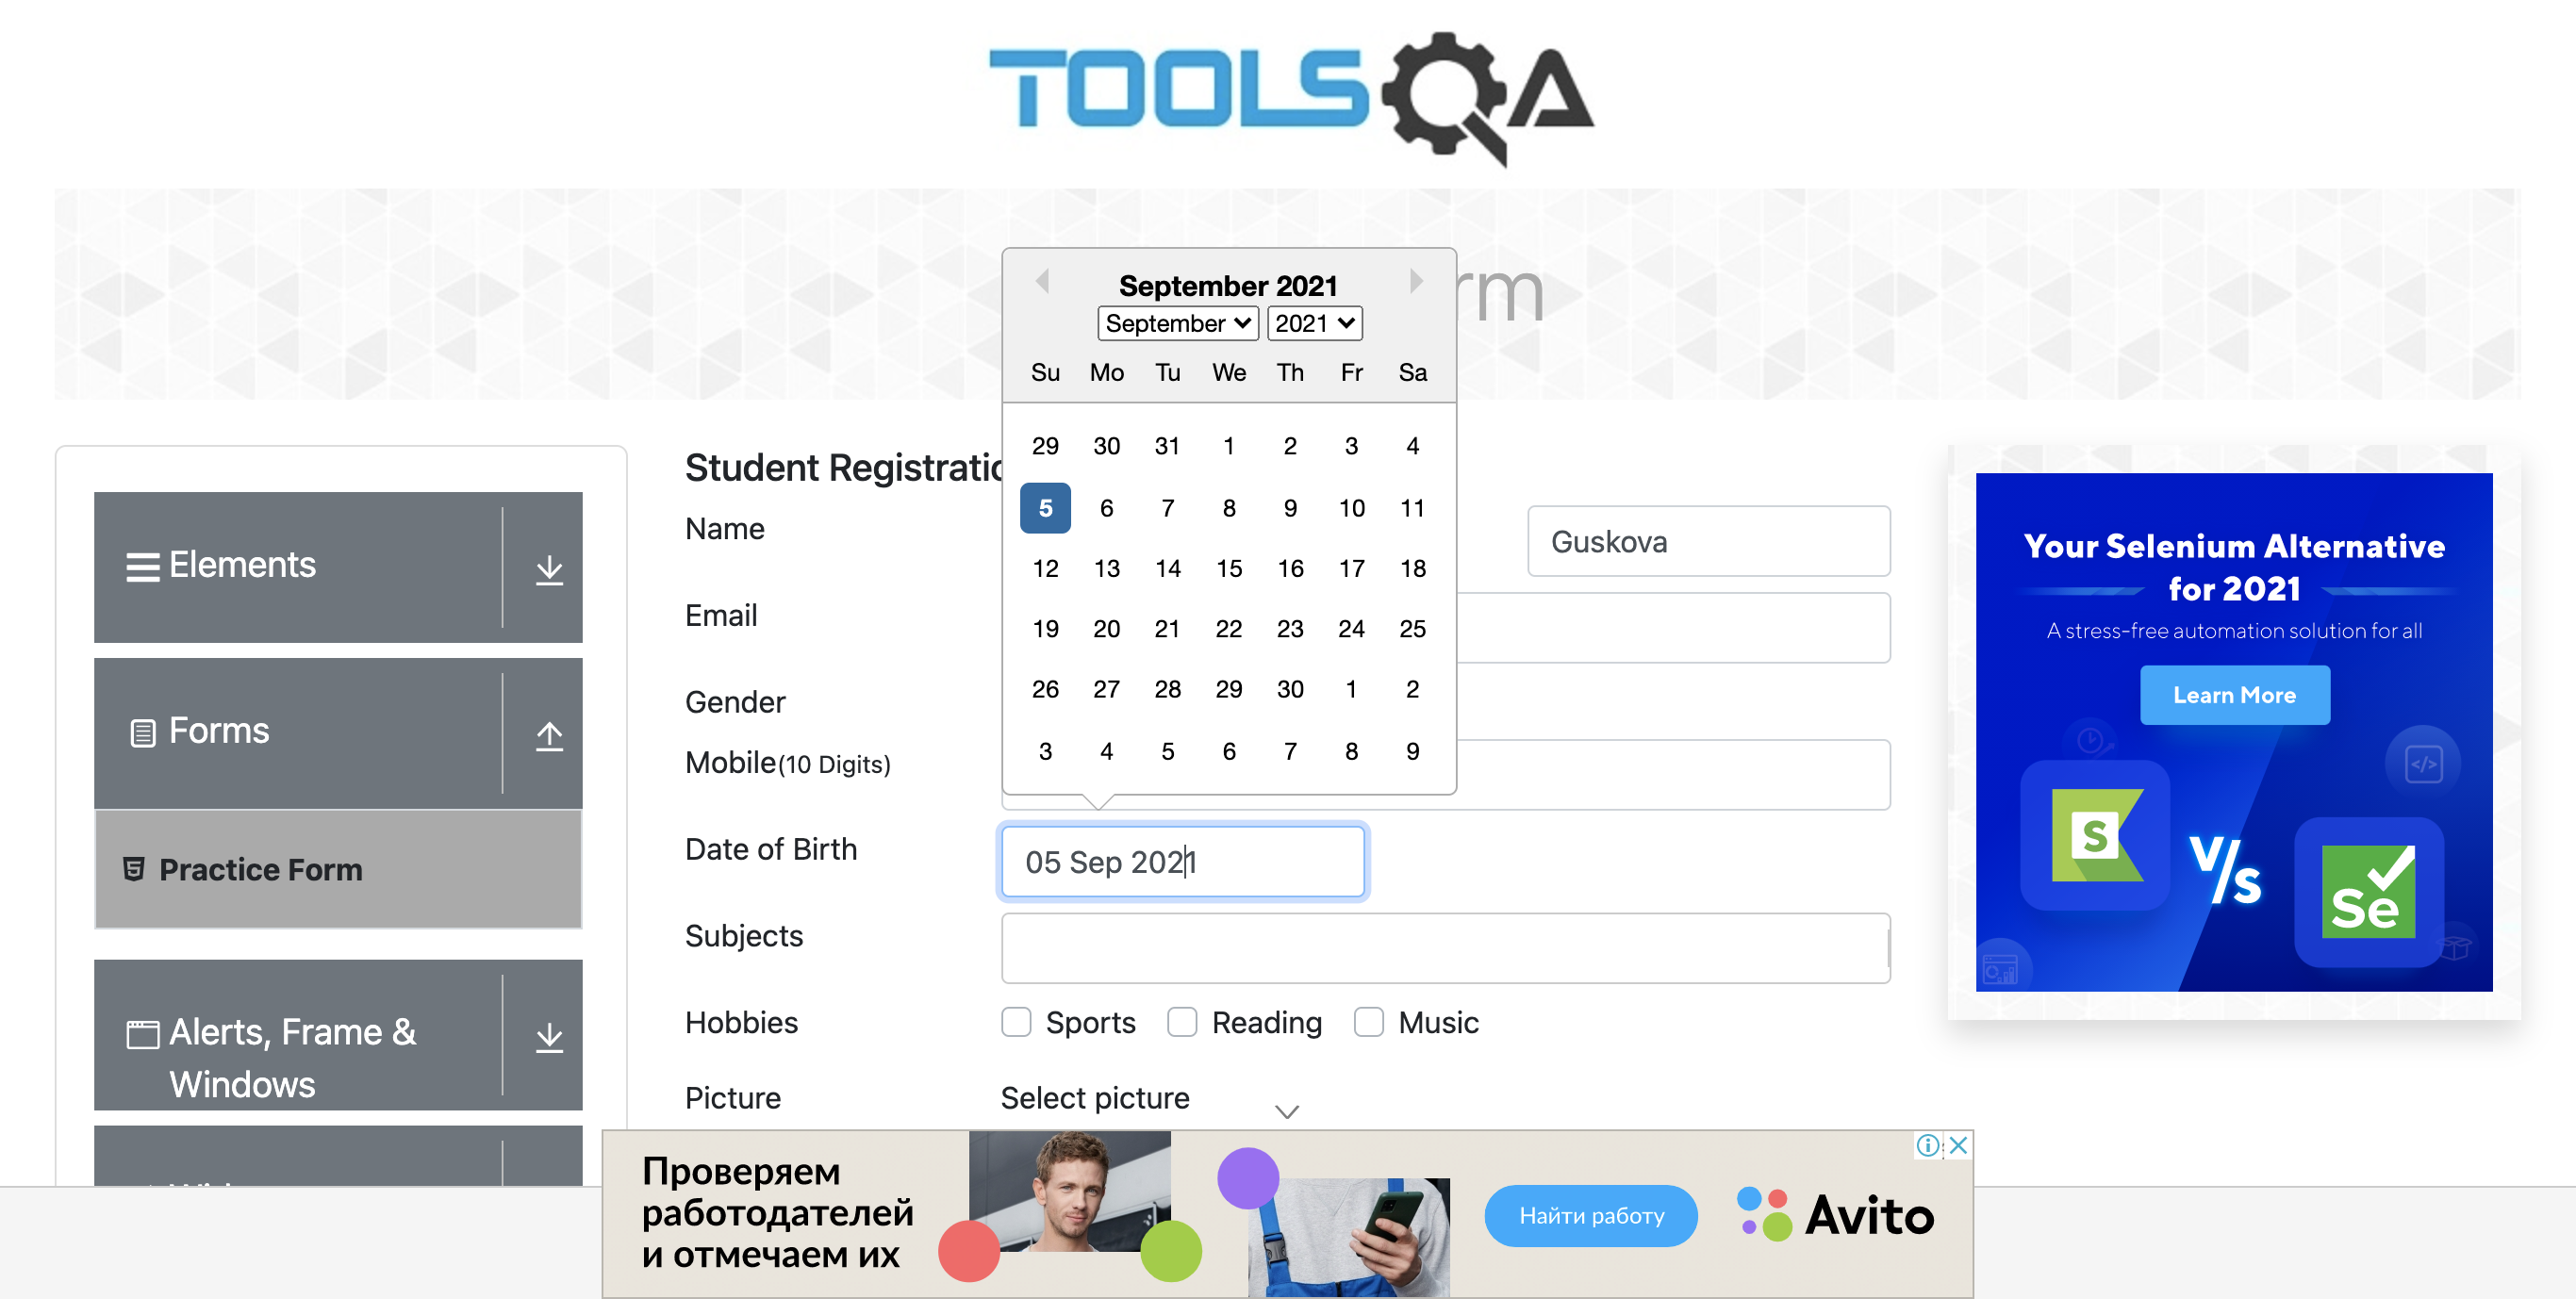 TOOLSQA
rm
September 2021
September 2021
Su Mo Tu We Th Fr Sa
29 30 31 1 2 3 4
5 6 7 8 9 10 11
12 13 14 15 16 17 18
19 20 21 22 23 24 25
26 27 28 29 30 1 2
3 4 5 6 7 8 9
Elements
Forms
Practice Form
Alerts, Frame &
Windows
Student Registratio
Name
Guskova
Email
Gender
Mobile(10 Digits)
Date of Birth
05 Sep 2021
Subjects
Hobbies
Sports Reading Music
Picture
Select picture
Your Selenium Alternative
for 2021
A stress-free automation solution for all
Learn More
S
V/s
Se
</>
Проверяем
работодателей
и отмечаем их
Найти работу
Avito